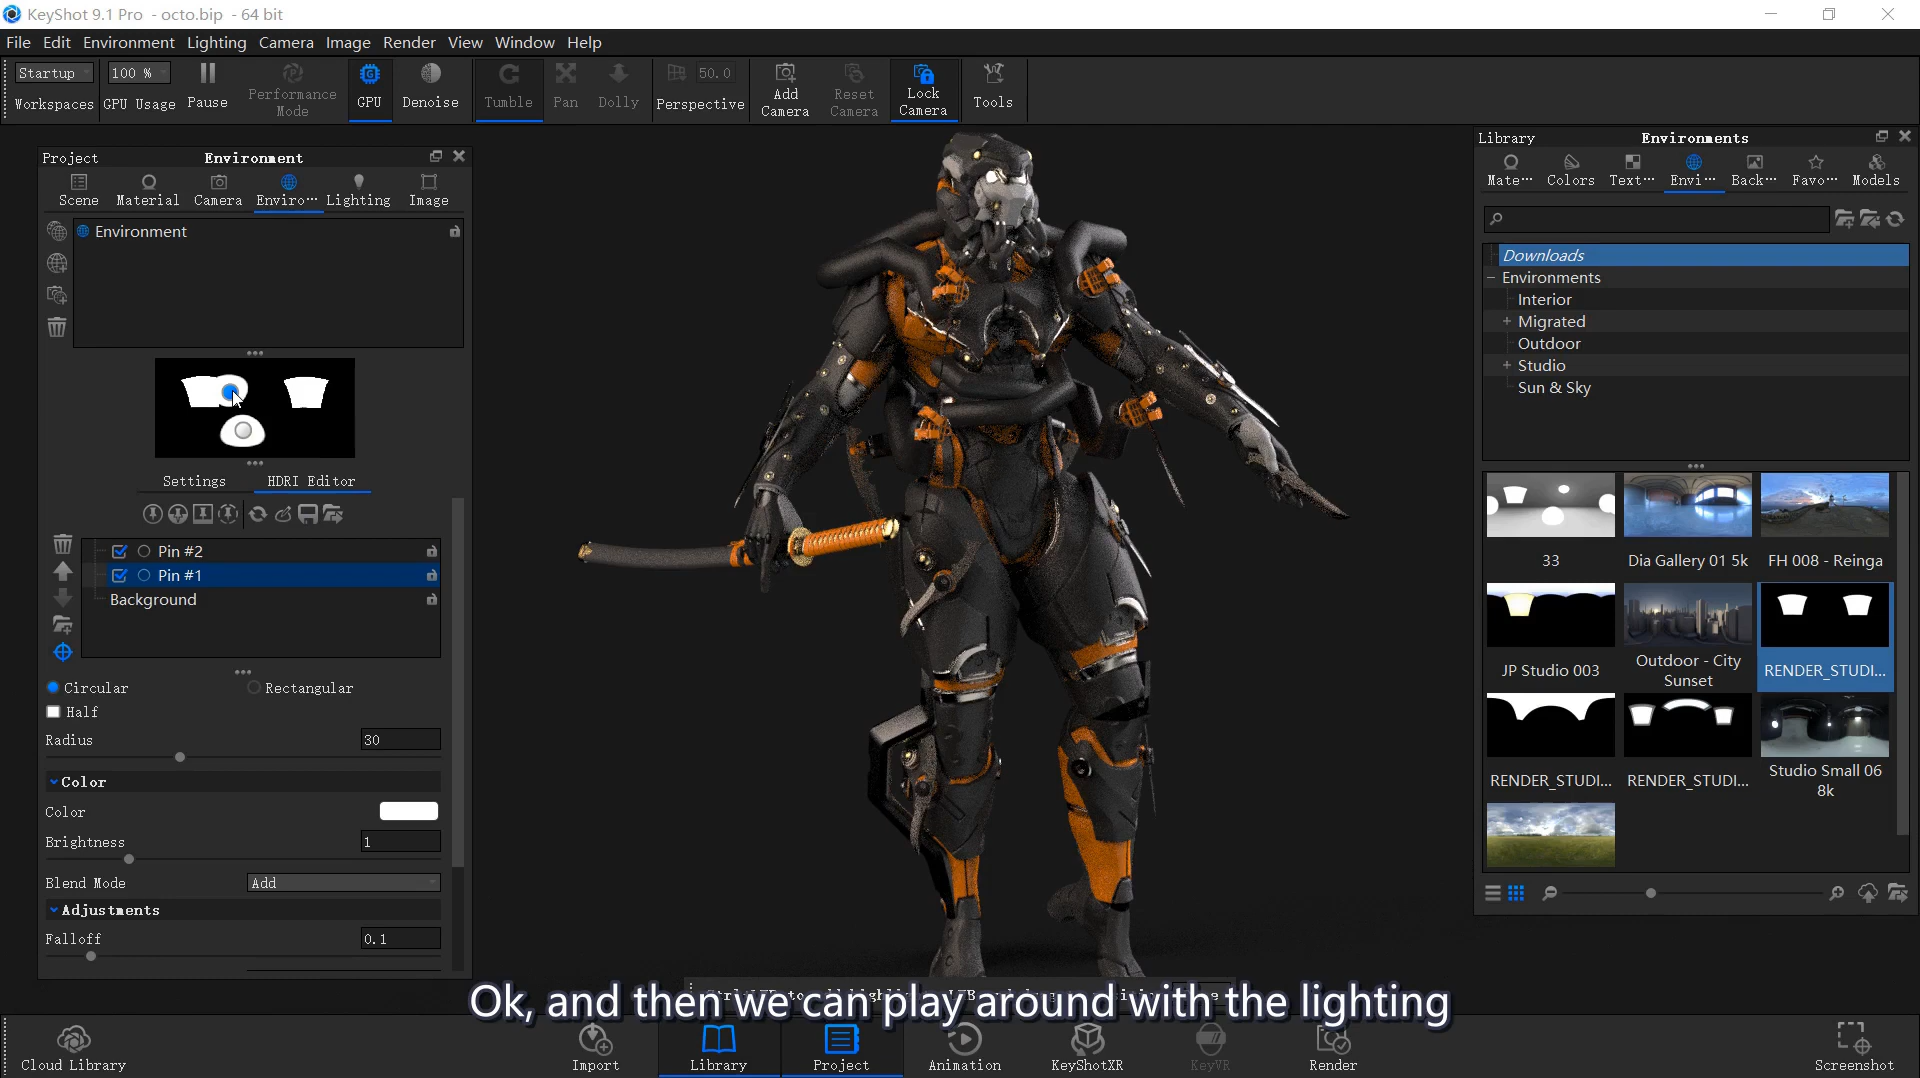 KeyShot 9.1 Pro - octo.bip - 64 bit
File Edit Environment Lighting Camera Image Render View Window Help
Startup
Workspaces
100 %
GPU Usage
Pause
Performance
Mode
GPU
Denoise
Tumble
Pan
Dolly
50.0
Perspective
Add
Camera
Reset
Camera
Lock
Camera
Tools
Project
Environment
Scene
Material
Camera
Enviro···
Lighting
Image
Environment
Settings
HDRI Editor
Pin #2
Pin #1
Background
Circular
Rectangular
Half
Radius
30
Color
Color
Brightness
1
Blend Mode
Add
Adjustments
Falloff
0.1
Library
Environments
Mate···
Colors
Text···
Envi···
Back···
Favo···
Models
Downloads
Environments
Interior
Migrated
Outdoor
Studio
Sun & Sky
33
Dia Gallery 01 5k
FH 008 - Reinga
JP Studio 003
Outdoor - City
Sunset
RENDER_STUDI...
RENDER_STUDI...
RENDER_STUDI...
Studio Small 06
8k
Ok, and then we can play around with the lighting
Cloud Library
Import
Library
Project
Animation
KeyShotXR
KeyVR
Render
Screenshot